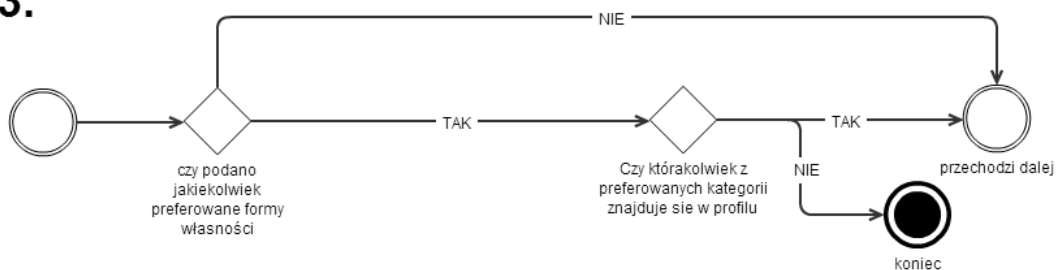 3.
NIE
TAK
TAK
NIE
czy podano
jakiekolwiek
preferowane formy
własności
Czy którakolwiek z
preferowanych kategorii
znajduje sie w profilu
przechodzi dalej
koniec